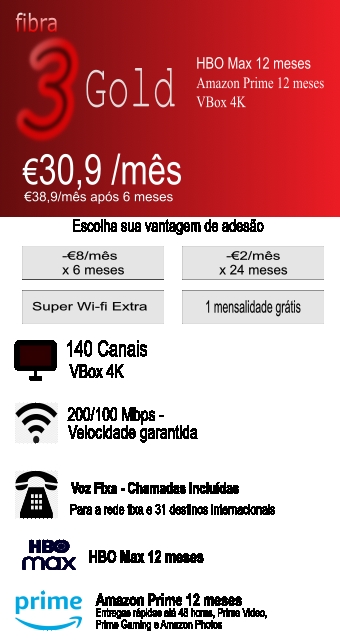 fibra
3 Gold
HBO Max 12 meses
Amazon Prime 12 meses
VBox 4K
€30,9 /mês
€38,9/mês após 6 meses
Escolha sua vantagem de adesão
-€8/mês
x 6 meses
-€2/mês
x 24 meses
Super Wi-fi Extra
1 mensalidade grátis
140 Canais
VBox 4K
200/100 Mbps -
Velocidade garantida
Voz Fixa - Chamadas Incluídas
Para a rede fixa e 31 destinos internacionais
HBO
max
HBO Max 12 meses
prime
Amazon Prime 12 meses
Entregas rápidas até 48 horas, Prime Video,
Prime Gaming e Amazon Photos